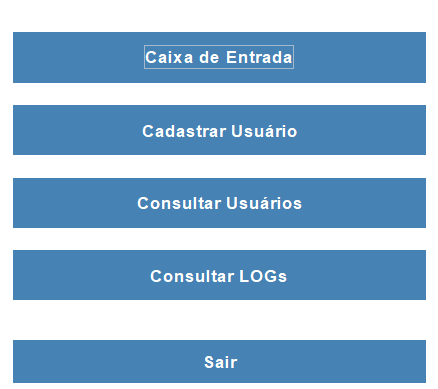 Caixa de Entrada
Cadastrar Usuário
Consultar Usuários
Consultar LOGs
Sair